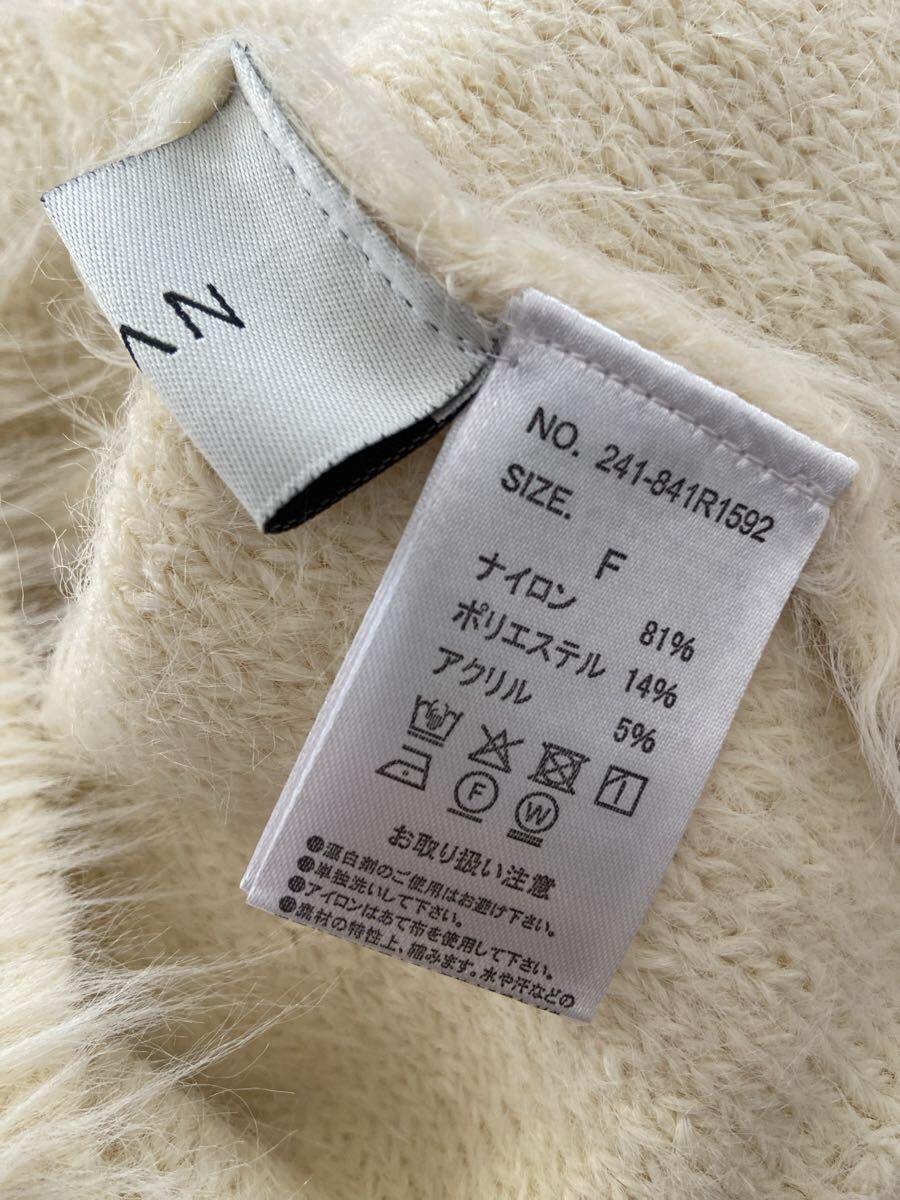 NO. 241-841R1592
SIZE.
F
ナイロン 81%
ポリエステル 14%
アクリル 5%
F W
お取り扱い注意
●漂白剤のご使用はお避け下さい。
●単独洗いして下さい。
●アイロンはあて布を使用して下さい。
●素材の特性上、縮みます。水や汗などの